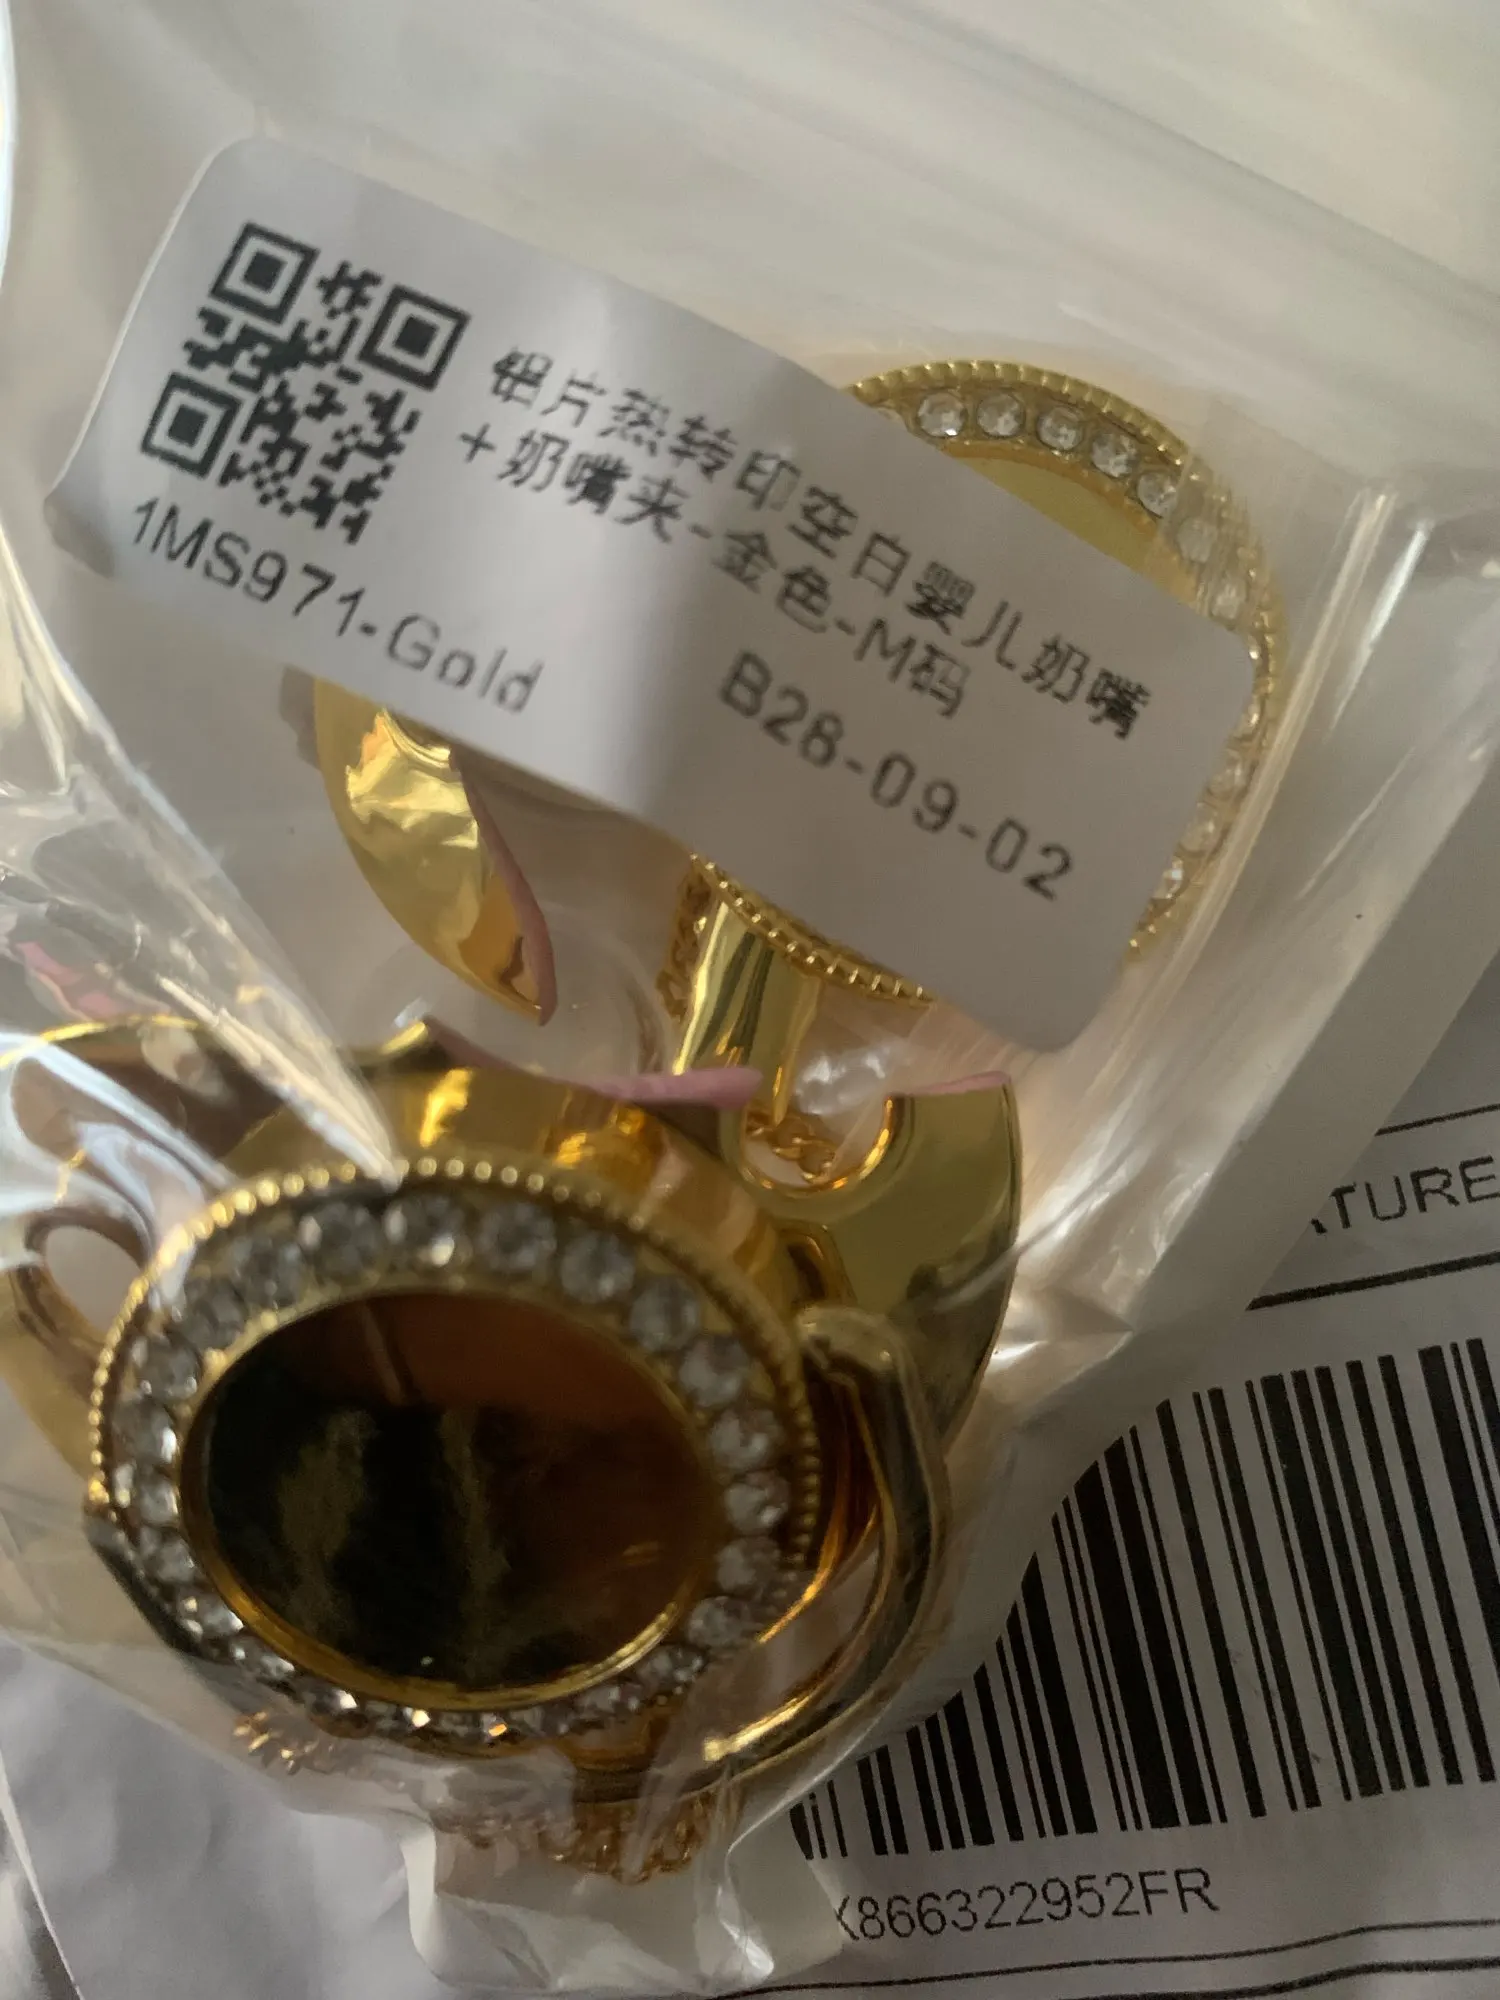 铝片热转印空白婴儿奶嘴
+奶嘴夹-金色-M码
1MS971-Gold
B28-09-02
ATURE
X866322952FR